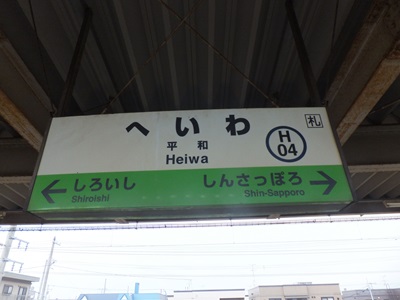 へいわ
札
平和
Heiwa
H
04
しろいし
Shiroishi
しんさっぽろ
Shin-Sapporo